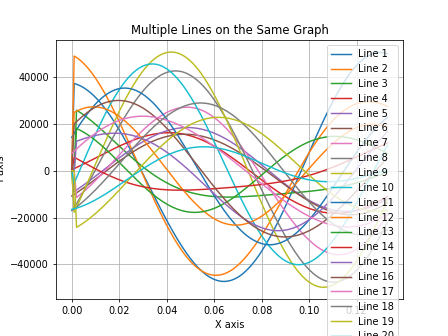 Multiple Lines on the Same Graph
40000
20000
0
−20000
−40000
0.00
0.02
0.04
0.06
0.08
0.10
X axis
Line 1
Line 2
Line 3
Line 4
Line 5
Line 6
Line 7
Line 8
Line 9
Line 10
Line 11
Line 12
Line 13
Line 14
Line 15
Line 16
Line 17
Line 18
Line 19
Line 20